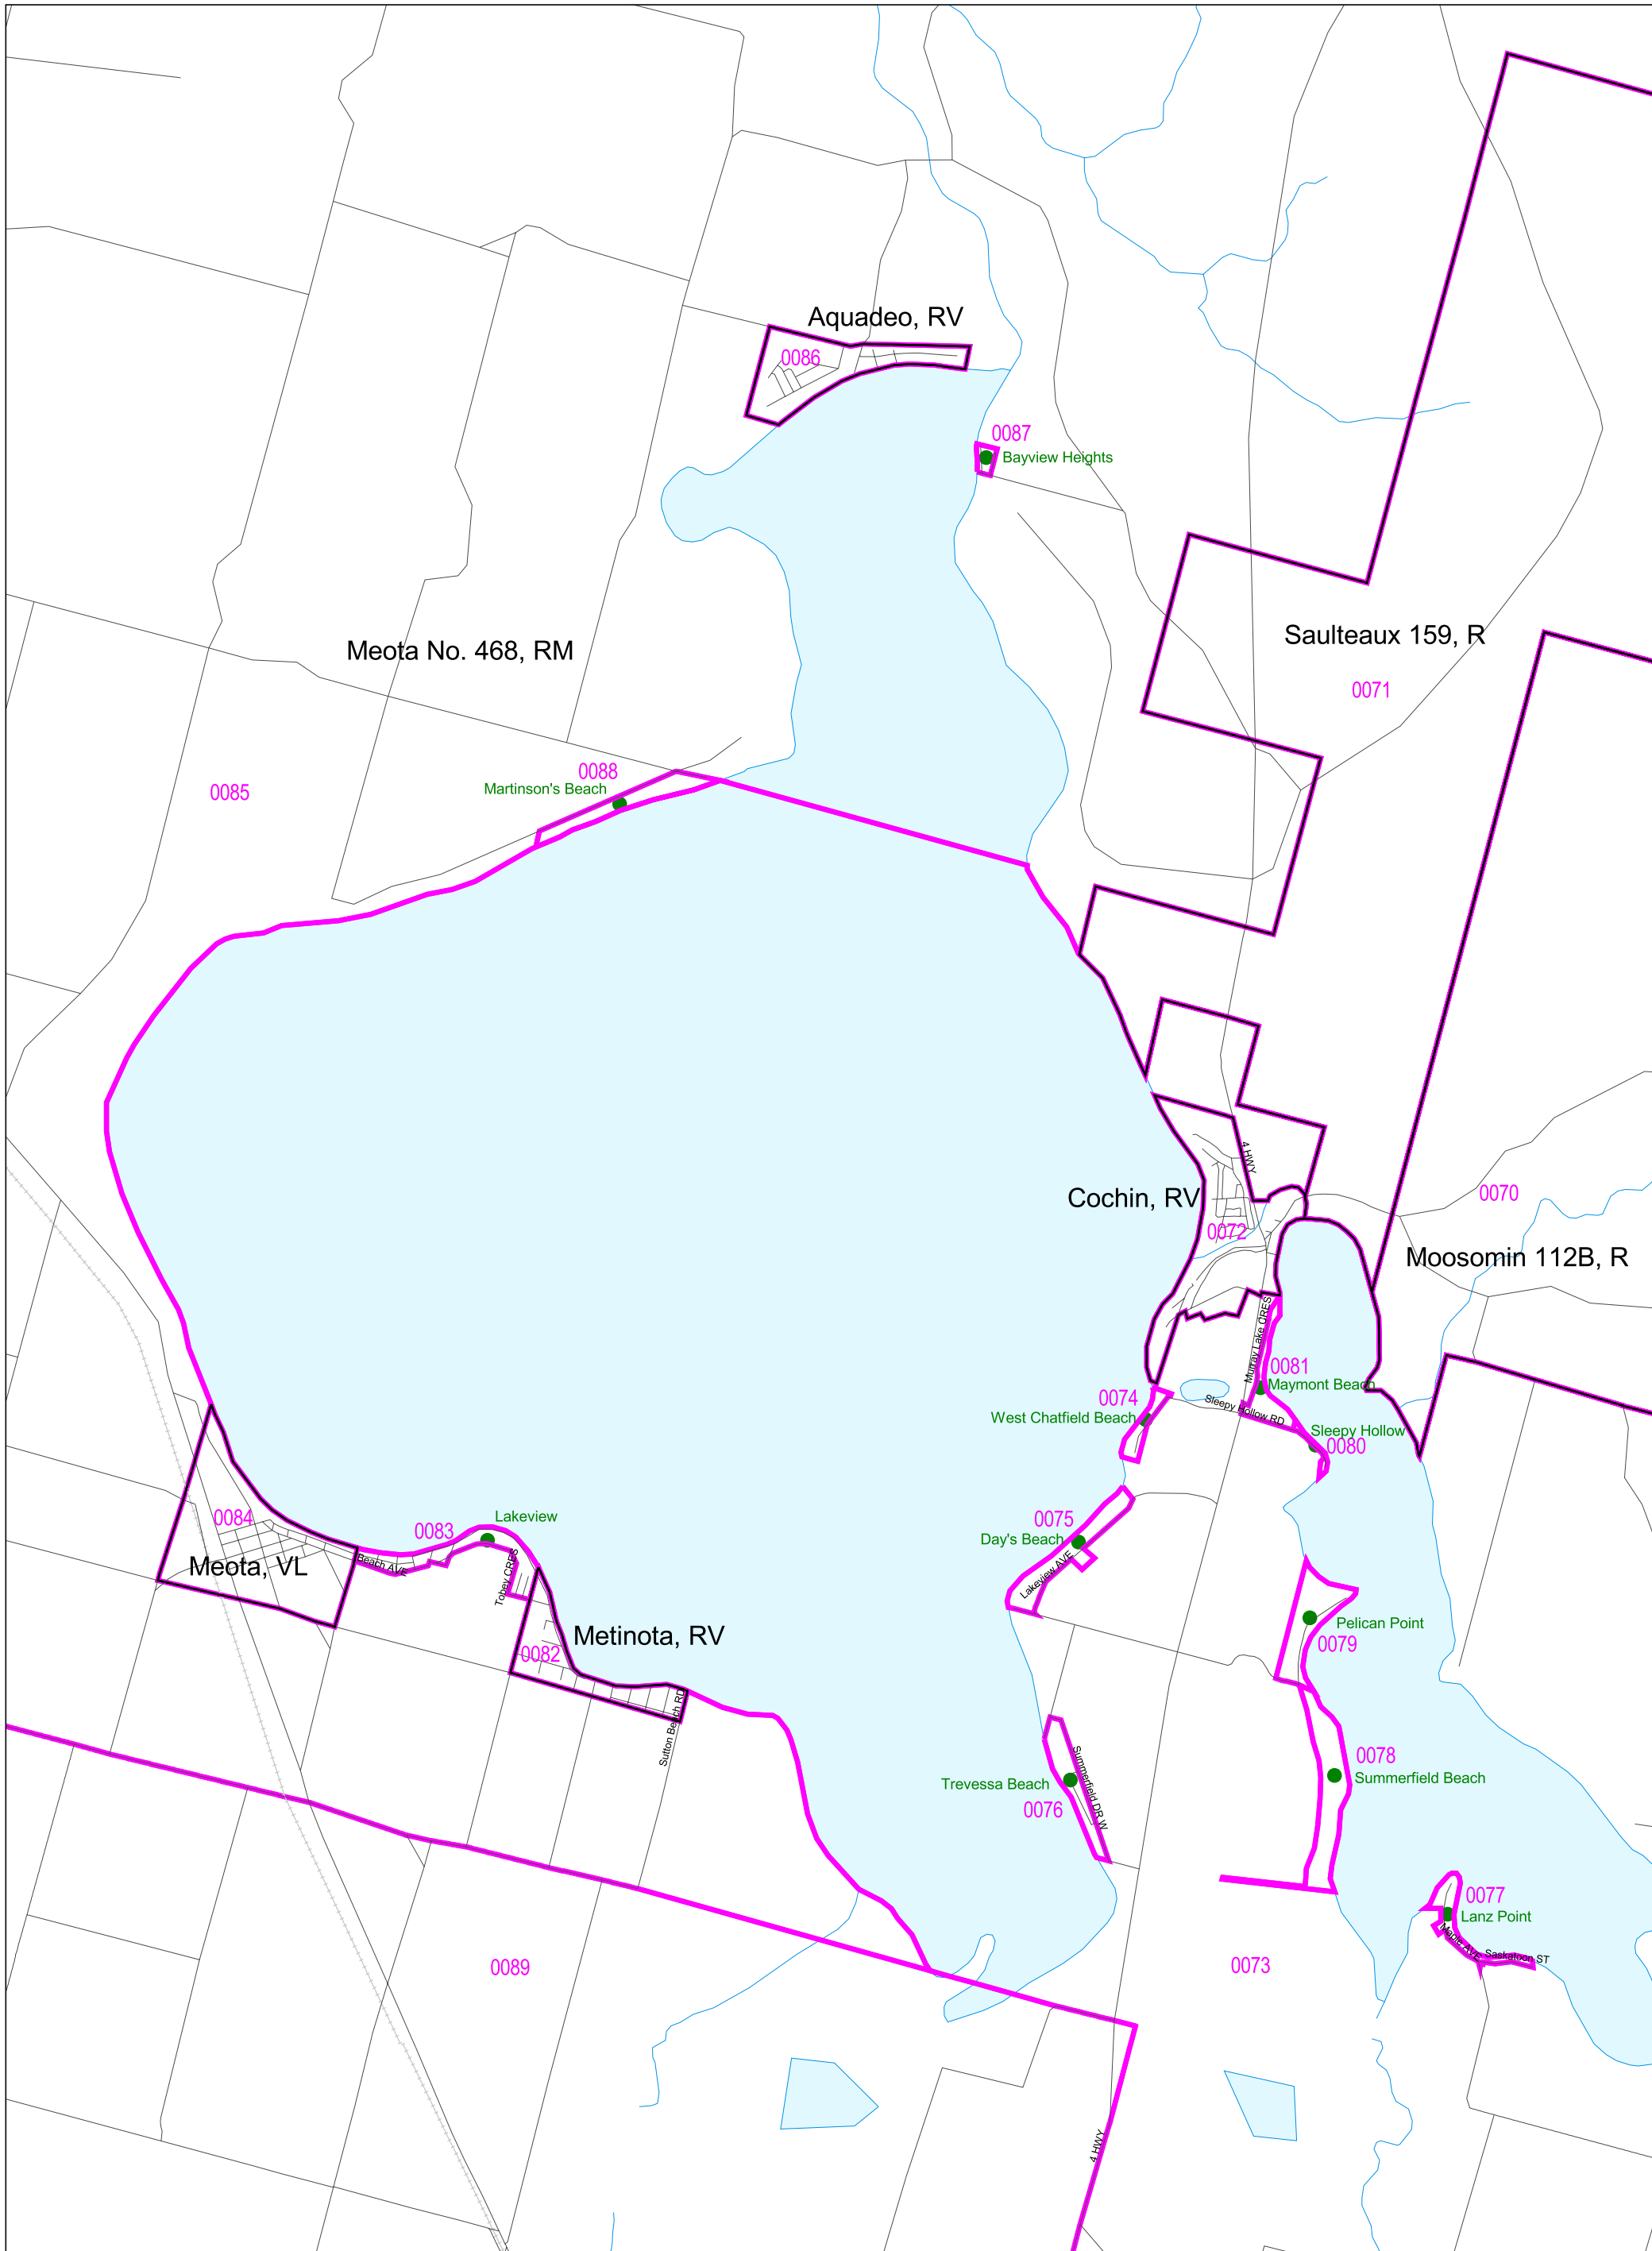 Aquadeo, RV
0086
0087
Bayview Heights
Saulteaux 159, R
Meota No. 468, RM
0071
0088
Martinson's Beach
0085
4 HWY
0070
Cochin, RV
0072
Moosomin 112B, R
Murray Lake CRES
0081
Maymont Beach
0074
West Chatfield Beach
Sleepy Hollow RD
Sleepy Hollow
0080
0084
Lakeview
0083
0075
Day's Beach
Meota, VL
Beach AVE
Tobey CRES
Lakeview AVE
Metinota, RV
0082
Pelican Point
0079
Sutton Beach RD
Summerfield DR W
0078
Trevessa Beach
Summerfield Beach
0076
0077
Lanz Point
Maple AVE
Saskatoon ST
0089
0073
4 HWY